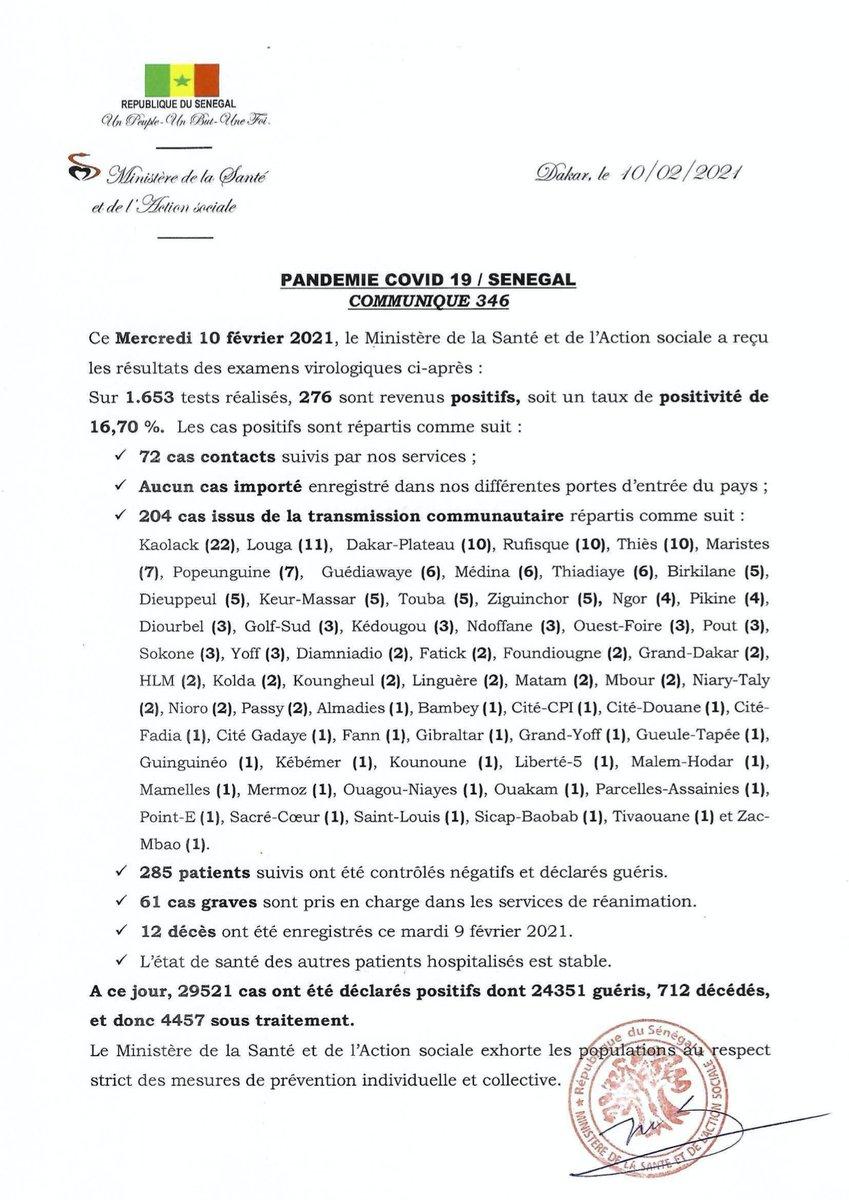 REPUBLIQUE DU SENEGAL
Un Peuple-Un But-Une Foi.
Ministère de la Santé
et de l'Action sociale
Dakar, le 10/02/2021
PANDEMIE COVID 19 / SENEGAL
COMMUNIQUE 346
Ce Mercredi 10 février 2021, le Ministère de la Santé et de l'Action sociale a reçu
les résultats des examens virologiques ci-après :
Sur 1.653 tests réalisés, 276 sont revenus positifs, soit un taux de positivité de
16,70 %. Les cas positifs sont répartis comme suit :
✓ 72 cas contacts suivis par nos services ;
✓ Aucun cas importé enregistré dans nos différentes portes d'entrée du pays ;
✓ 204 cas issus de la transmission communautaire répartis comme suit :
Kaolack (22), Louga (11), Dakar-Plateau (10), Rufisque (10), Thiès (10), Maristes
(7), Popeunguine (7), Guédiawaye (6), Médina (6), Thiadiaye (6), Birkilane (5),
Dieuppeul (5), Keur-Massar (5), Touba (5), Ziguinchor (5), Ngor (4), Pikine (4),
Diourbel (3), Golf-Sud (3), Kédougou (3), Ndoffane (3), Ouest-Foire (3), Pout (3),
Sokone (3), Yoff (3), Diamniadio (2), Fatick (2), Foundiougne (2), Grand-Dakar (2),
HLM (2), Kolda (2), Koungheul (2), Linguère (2), Matam (2), Mbour (2), Niary-Taly
(2), Nioro (2), Passy (2), Almadies (1), Bambey (1), Cité-CPI (1), Cité-Douane (1), Cité-
Fadia (1), Cité Gadaye (1), Fann (1), Gibraltar (1), Grand-Yoff (1), Gueule-Tapée (1),
Guinguinéo (1), Kébémer (1), Kounoune (1), Liberté-5 (1), Malem-Hodar (1),
Mamelles (1), Mermoz (1), Ouagou-Niayes (1), Ouakam (1), Parcelles-Assainies (1),
Point-E (1), Sacré-Cœur (1), Saint-Louis (1), Sicap-Baobab (1), Tivaouane (1) et Zac-
Mbao (1).
✓ 285 patients suivis ont été contrôlés négatifs et déclarés guéris.
✓ 61 cas graves sont pris en charge dans les services de réanimation.
✓ 12 décès ont été enregistrés ce mardi 9 février 2021.
✓ L'état de santé des autres patients hospitalisés est stable.
A ce jour, 29521 cas ont été déclarés positifs dont 24351 guéris, 712 décédés,
et donc 4457 sous traitement.
Le Ministère de la Santé et de l'Action sociale exhorte les populations au respect
strict des mesures de prévention individuelle et collective.
République du Sénégal
MINISTERE DE LA SANTE ET DE L'ACTION SOCIALE